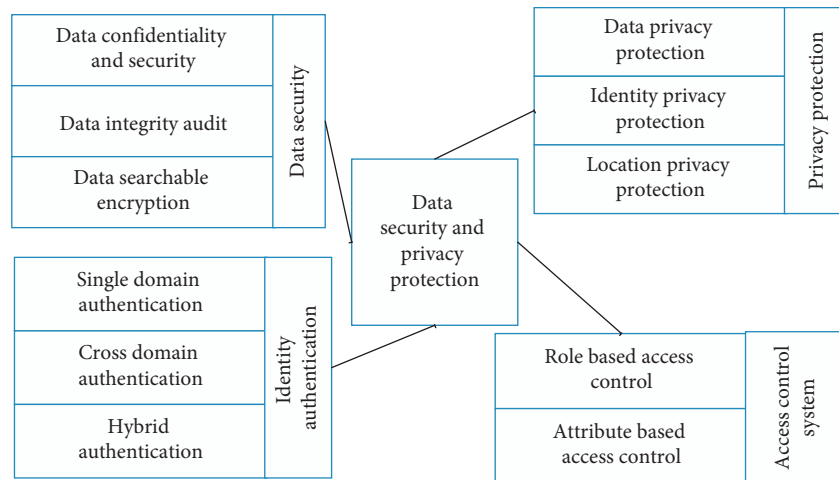 Data confidentiality
and security
Data integrity audit
Data searchable
encryption
Data security
Data privacy
protection
Identity privacy
protection
Location privacy
protection
Privacy protection
Data
security and
privacy
protection
Single domain
authentication
Cross domain
authentication
Hybrid
authentication
Identity
authentication
Role based access
control
Attribute based
access control
Access control
system